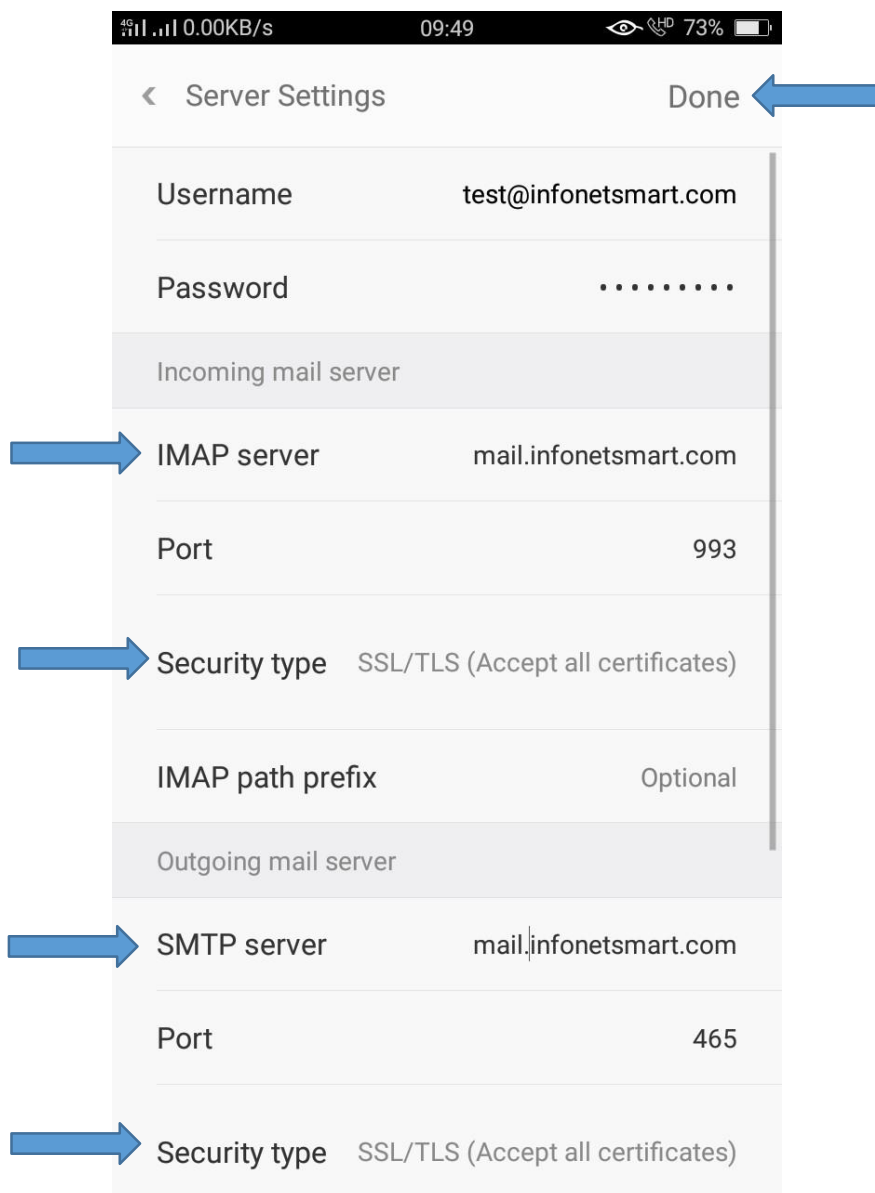 4G 0.00KB/s 09:49 HD 73%
Server Settings Done
Username test@infonetsmart.com
Password •••••••••
Incoming mail server
IMAP server mail.infonetsmart.com
Port 993
Security type SSL/TLS (Accept all certificates)
IMAP path prefix Optional
Outgoing mail server
SMTP server mail.infonetsmart.com
Port 465
Security type SSL/TLS (Accept all certificates)